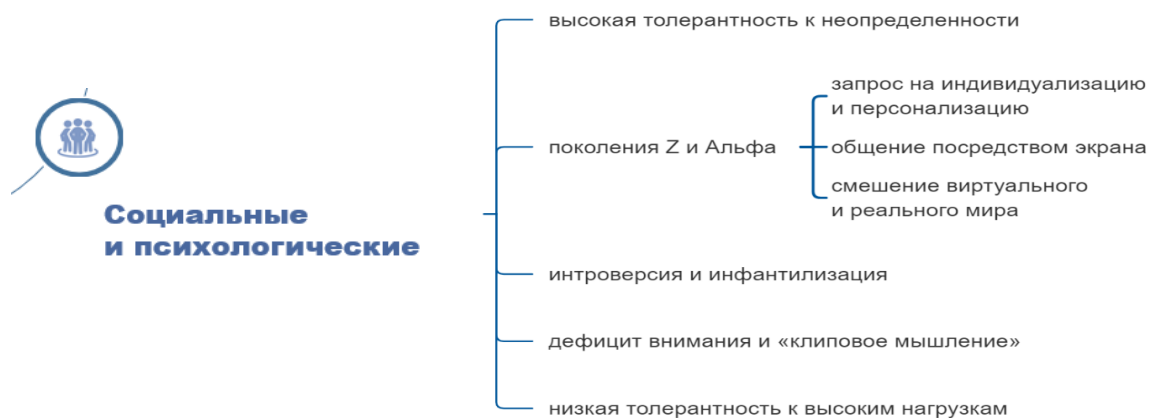 Социальные
и психологические
высокая толерантность к неопределенности
поколения Z и Альфа
запрос на индивидуализацию
и персонализацию
общение посредством экрана
смешение виртуального
и реального мира
интроверсия и инфантилизация
дефицит внимания и «клиповое мышление»
низкая толерантность к высоким нагрузкам